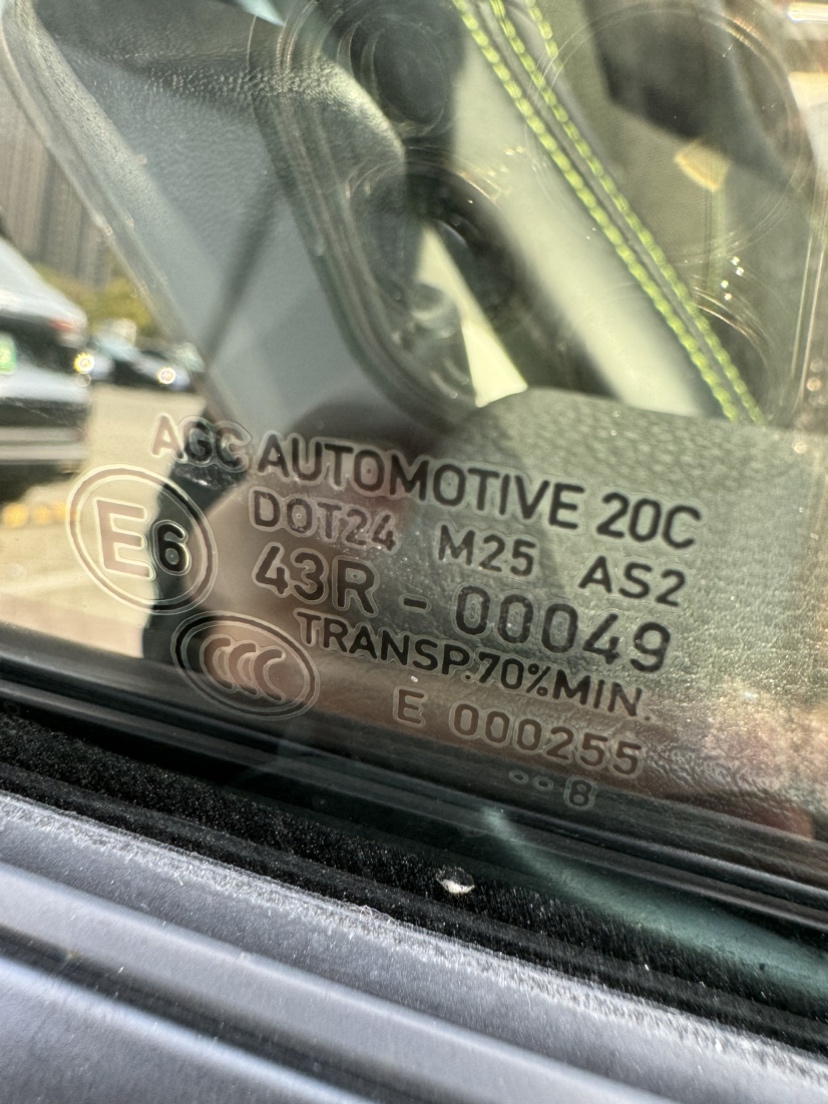 AGC AUTOMOTIVE 20C
E6
DOT24 M25 AS2
43R - 00049
CCC
TRANSP.70%MIN.
E 000255
·· 8